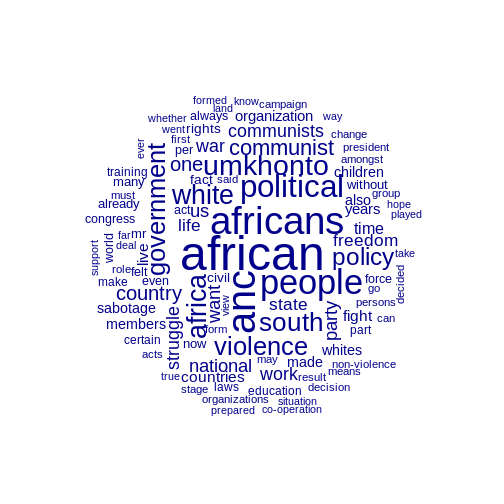 formed know
land campaign
whether always organization way
went rights communists change
ever first war communist president
per amongst
training fact said one umkhonto children
many white political without group
must also hope
already act us africans years played
congress life time
government
far mr freedom
support world deal live african policy take
role felt even civil people force decided
make country africa want anc view state go
sabotage south persons
members struggle form party fight can
certain now violence part
acts national may made whites
true countries work result non-violence
stage laws education decision means
organizations situation
prepared co-operation